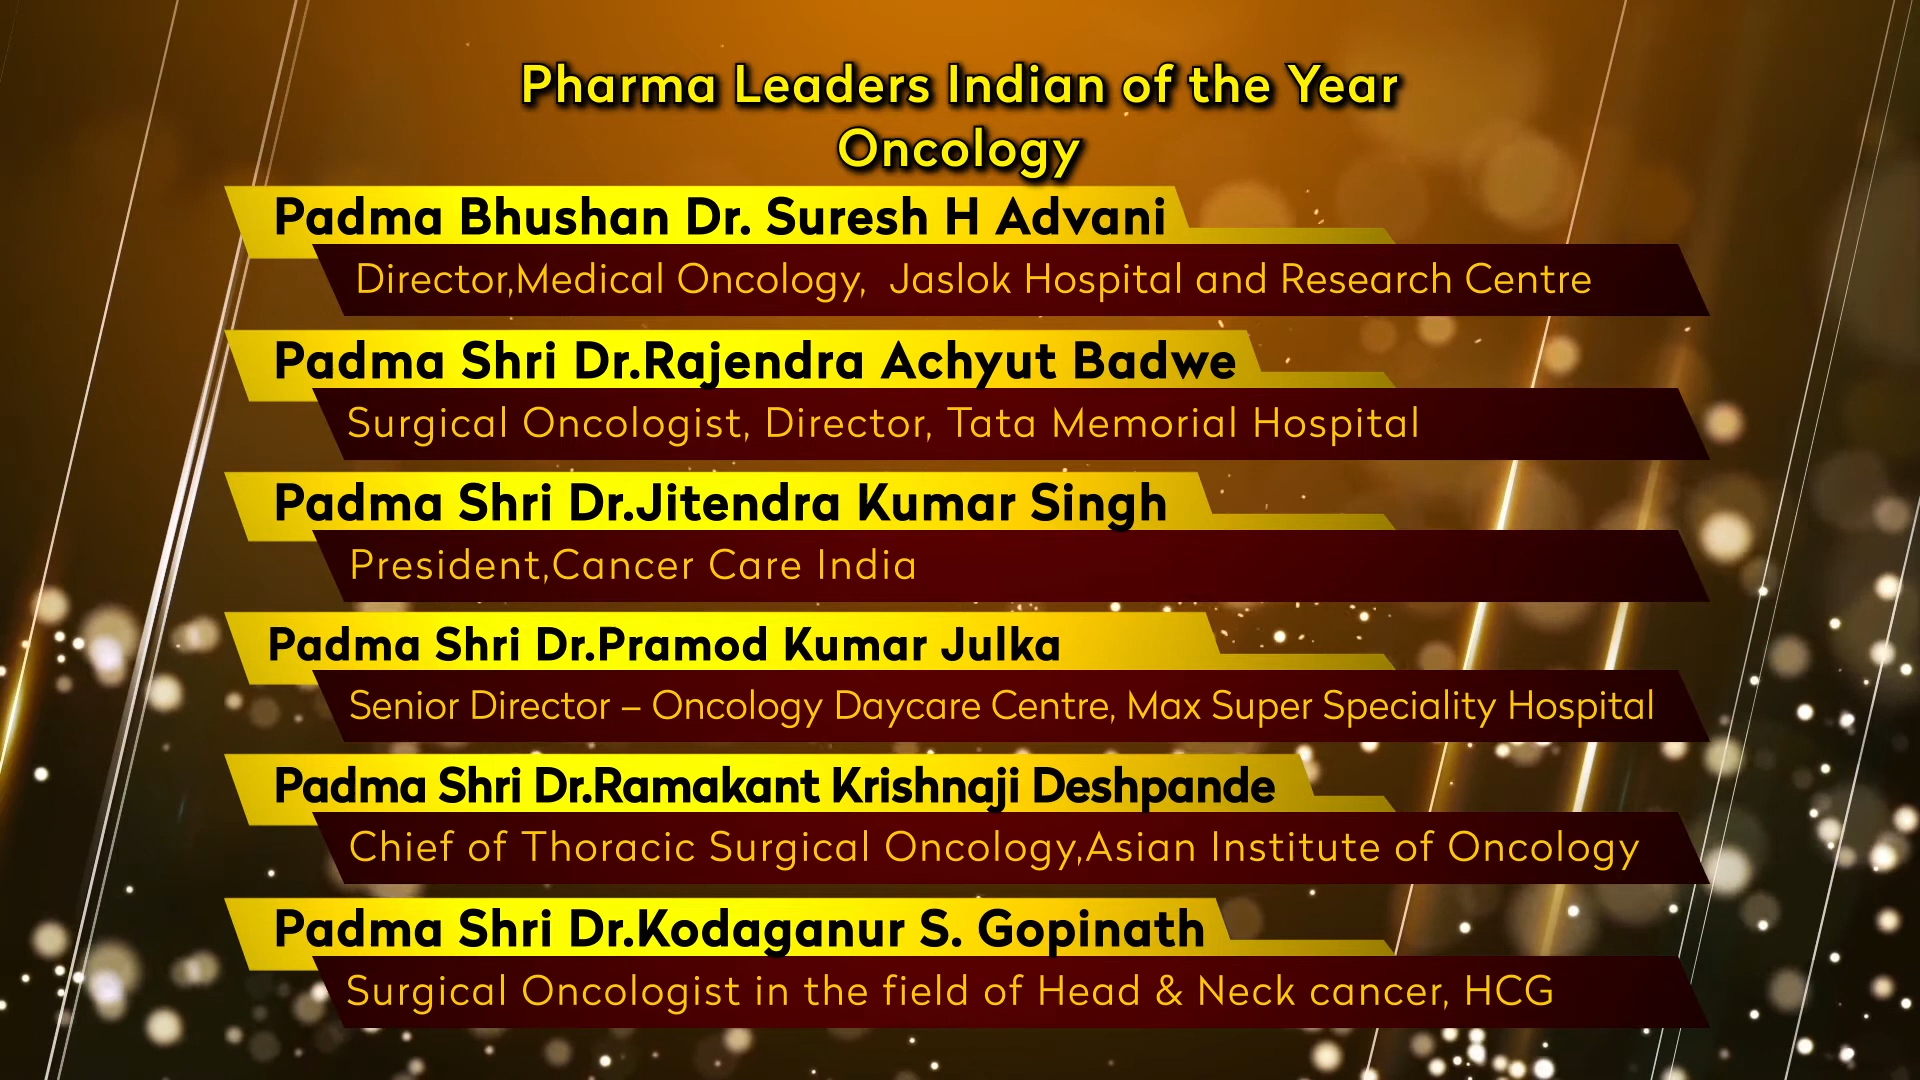 Pharma Leaders Indian of the Year
Oncology
Padma Bhushan Dr. Suresh H Advani
Director,Medical Oncology, Jaslok Hospital and Research Centre
Padma Shri Dr.Rajendra Achyut Badwe
Surgical Oncologist, Director, Tata Memorial Hospital
Padma Shri Dr.Jitendra Kumar Singh
President,Cancer Care India
Padma Shri Dr.Pramod Kumar Julka
Senior Director – Oncology Daycare Centre, Max Super Speciality Hospital
Padma Shri Dr.Ramakant Krishnaji Deshpande
Chief of Thoracic Surgical Oncology,Asian Institute of Oncology
Padma Shri Dr.Kodaganur S. Gopinath
Surgical Oncologist in the field of Head & Neck cancer, HCG